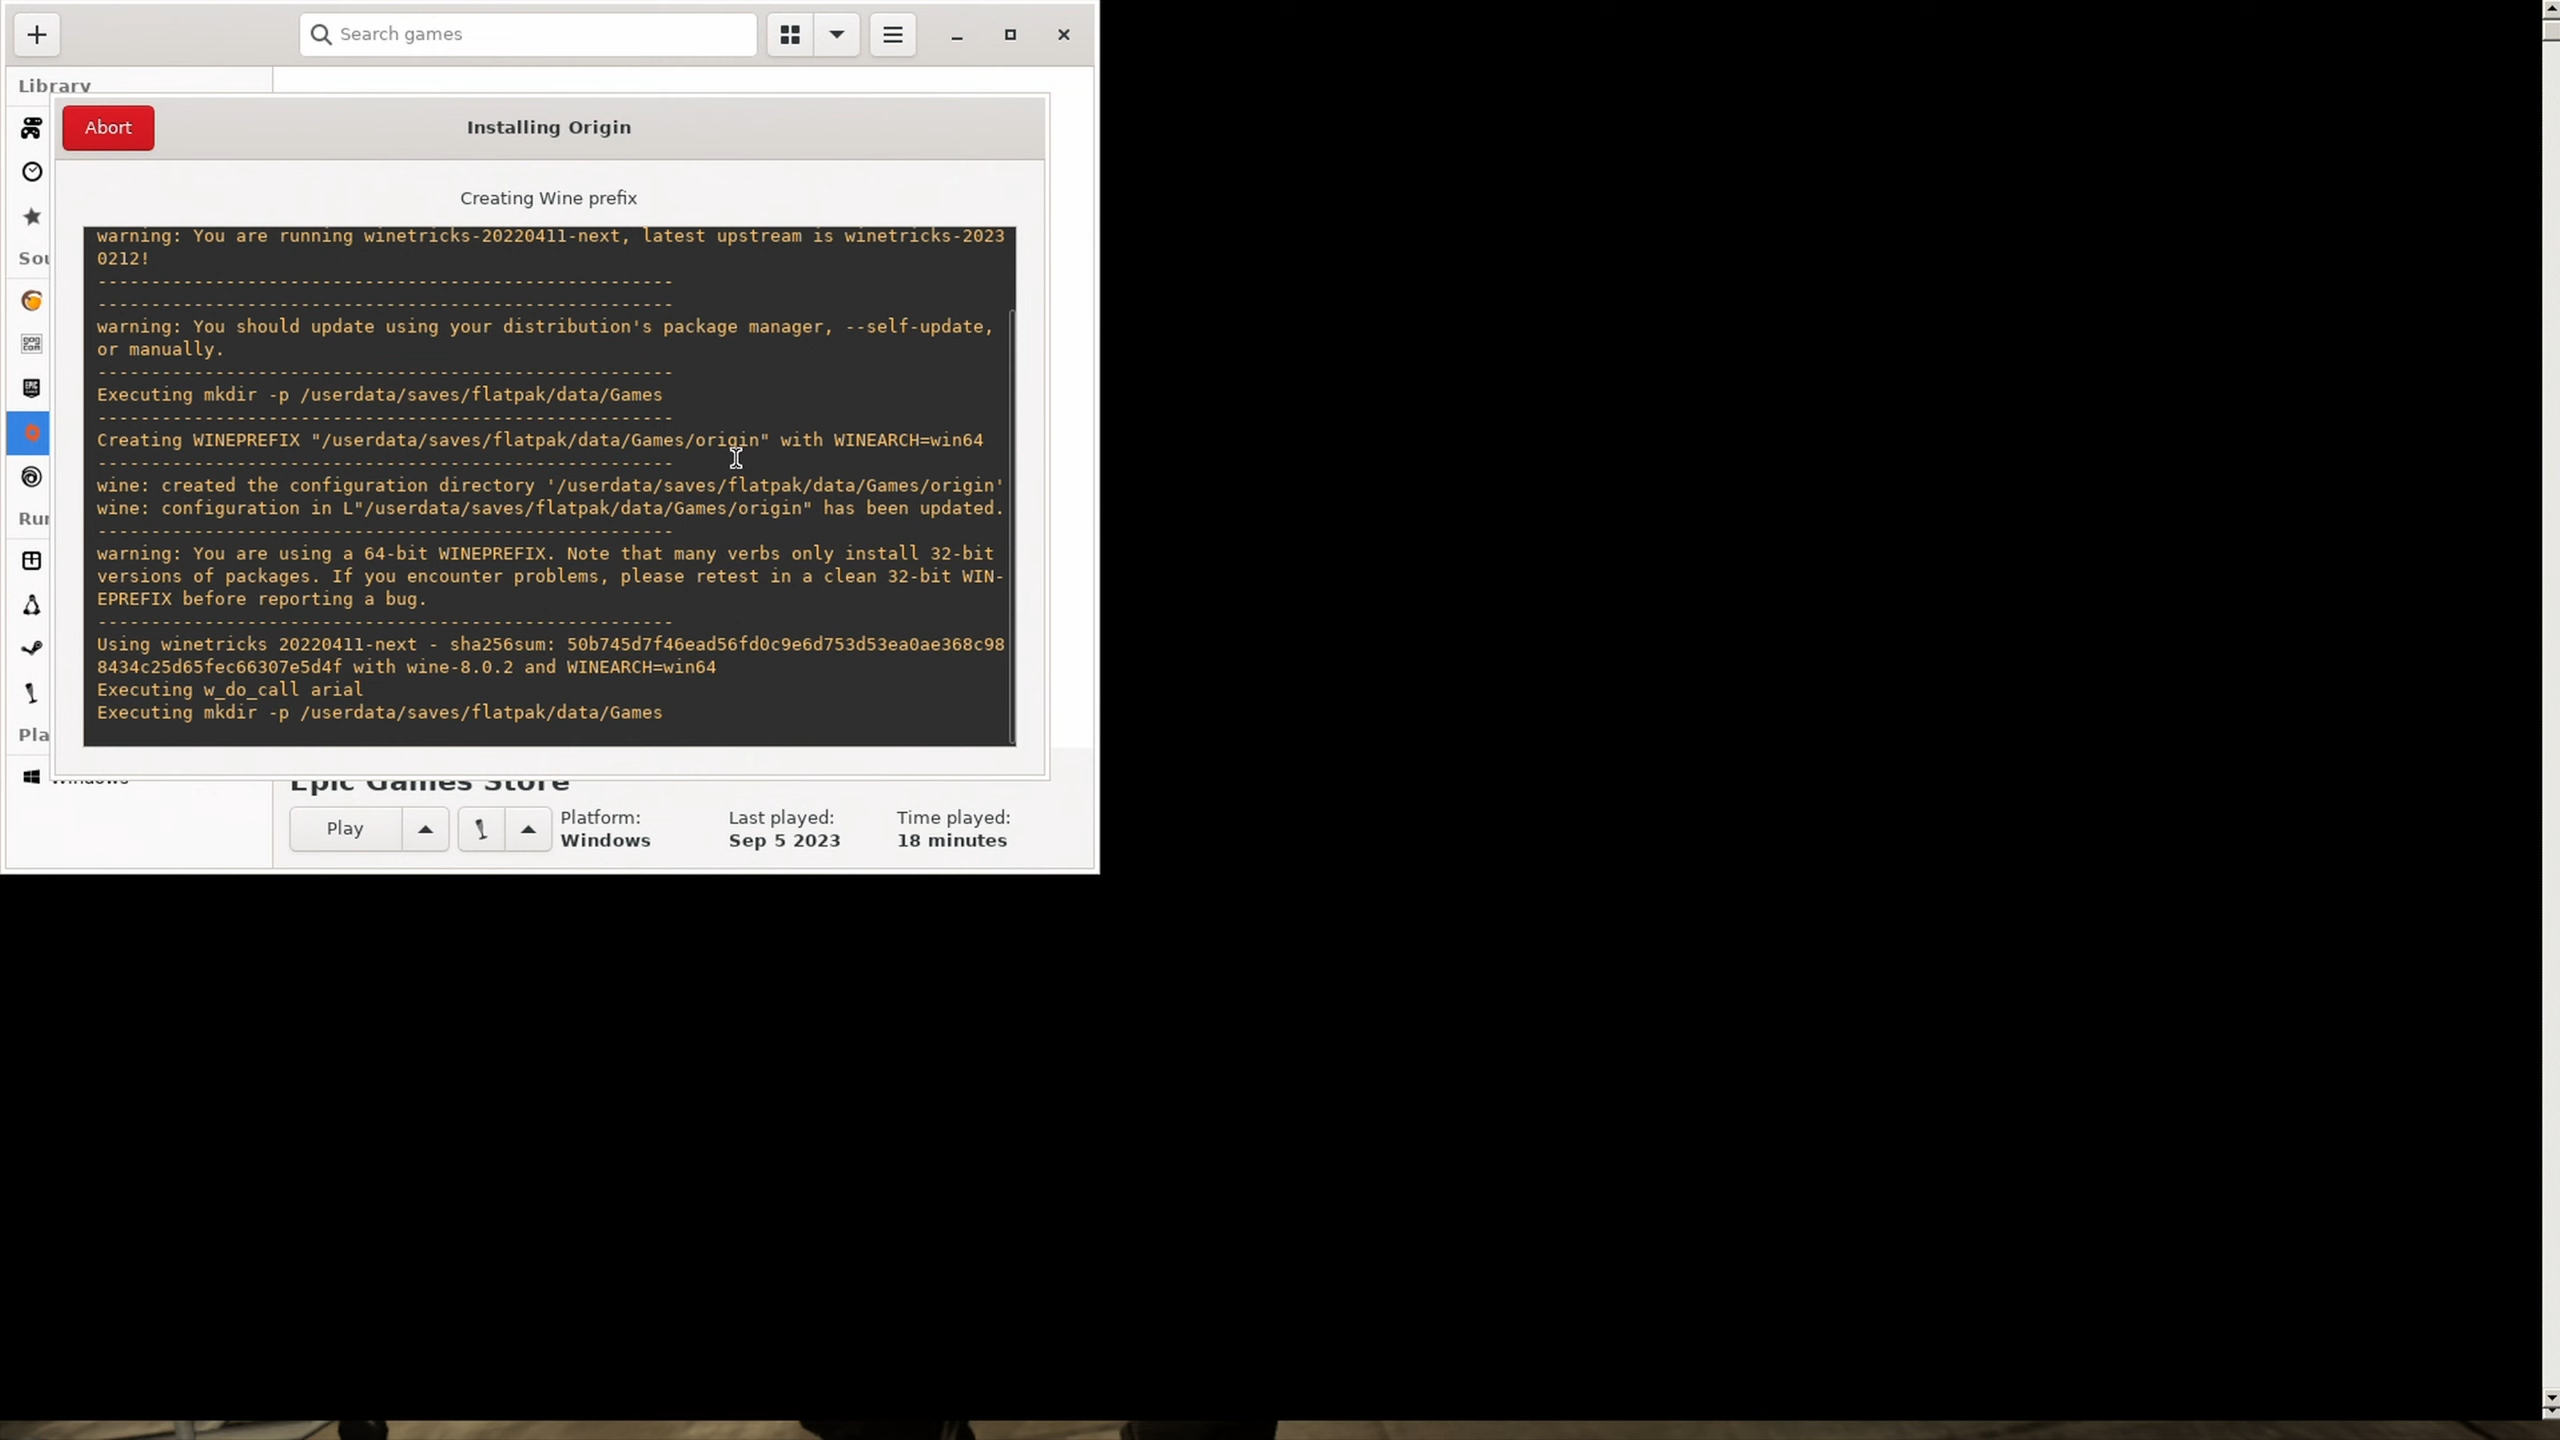 Search games
Library
Abort
Installing Origin
Creating Wine prefix
warning: You are running winetricks-20220411-next, latest upstream is winetricks-2023
0212!
------------------------------------------------------
------------------------------------------------------
warning: You should update using your distribution's package manager, --self-update,
or manually.
------------------------------------------------------
Executing mkdir -p /userdata/saves/flatpak/data/Games
------------------------------------------------------
Creating WINEPREFIX "/userdata/saves/flatpak/data/Games/origin" with WINEARCH=win64
------------------------------------------------------
wine: created the configuration directory '/userdata/saves/flatpak/data/Games/origin'
wine: configuration in L"/userdata/saves/flatpak/data/Games/origin" has been updated.
------------------------------------------------------
warning: You are using a 64-bit WINEPREFIX. Note that many verbs only install 32-bit
versions of packages. If you encounter problems, please retest in a clean 32-bit WIN-
EPREFIX before reporting a bug.
------------------------------------------------------
Using winetricks 20220411-next - sha256sum: 50b745d7f46ead56fd0c9e6d753d53ea0ae368c98
8434c25d65fec66307e5d4f with wine-8.0.2 and WINEARCH=win64
Executing w_do_call arial
Executing mkdir -p /userdata/saves/flatpak/data/Games
Sou
Run
Pla
Windows
Epic Games Store
Play
Platform:
Windows
Last played:
Sep 5 2023
Time played:
18 minutes